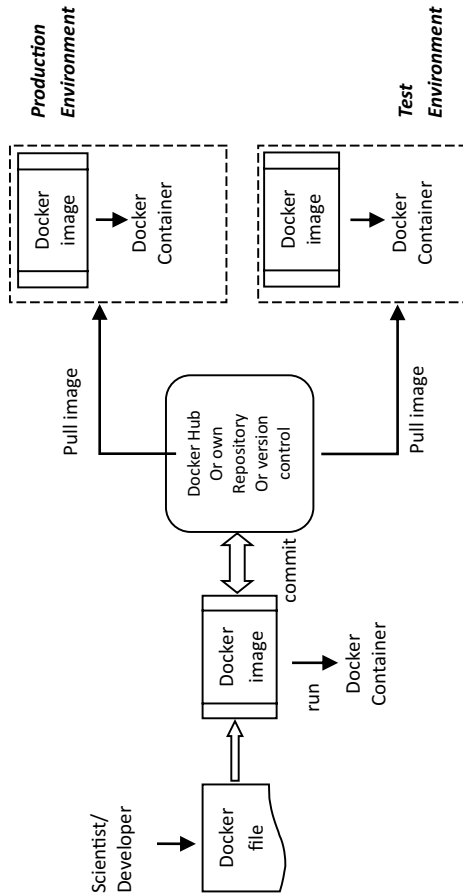 Scientist/
Developer
Docker
file
Docker
image
run
Docker
Container
commit
Docker Hub
Or own
Repository
Or version
control
Pull image
Docker
image
Docker
Container
Production
Environment
Pull image
Docker
image
Docker
Container
Test
Environment